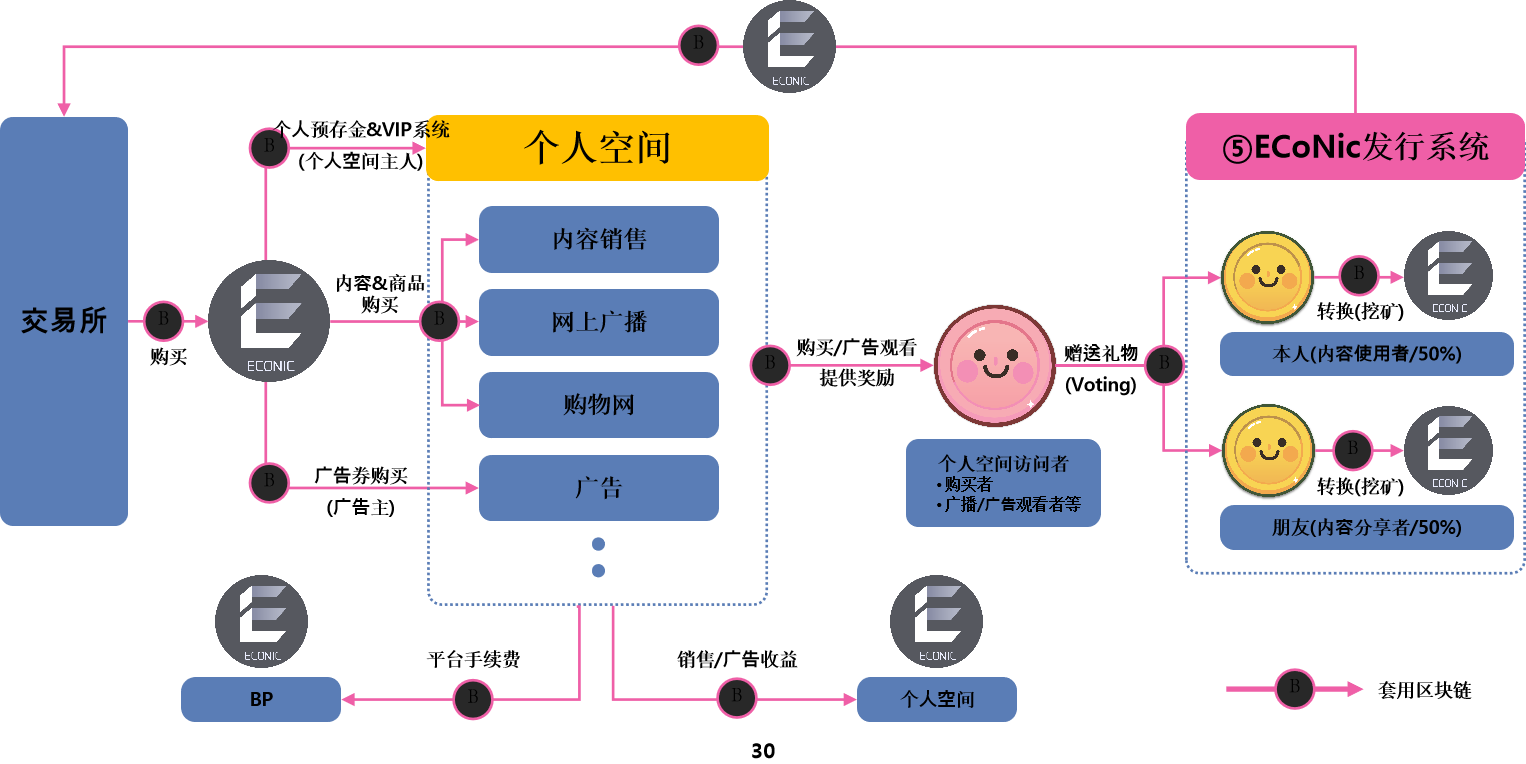 B
ECONIC
个人预存金&VIP系统
B
(个人空间主人)
个人空间
⑤ECoNic发行系统
内容销售
内容&商品
购买
交易所
B
购买
ECONIC
B
网上广播
购物网
广告券购买
B
(广告主)
广告
购买/广告观看
B
提供奖励
赠送礼物
B
(Voting)
个人空间访问者
•购买者
•广播/广告观看者等
B
ECONIC
转换(挖矿)
本人(内容使用者/50%)
B
ECONIC
转换(挖矿)
朋友(内容分享者/50%)
ECONIC
平台手续费
BP
B
销售/广告收益
B
ECONIC
个人空间
B
套用区块链
30